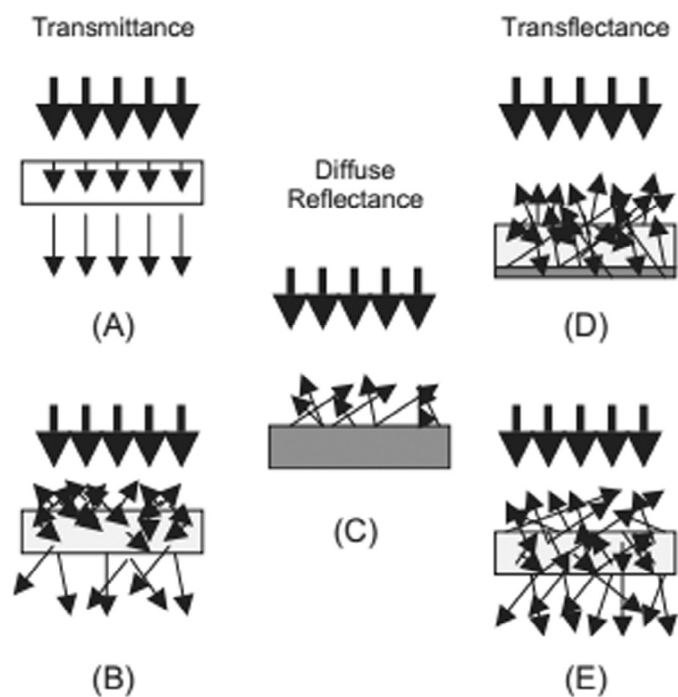 Transmittance
Transflectance
Diffuse
Reflectance
(A)
(D)
(C)
(B)
(E)